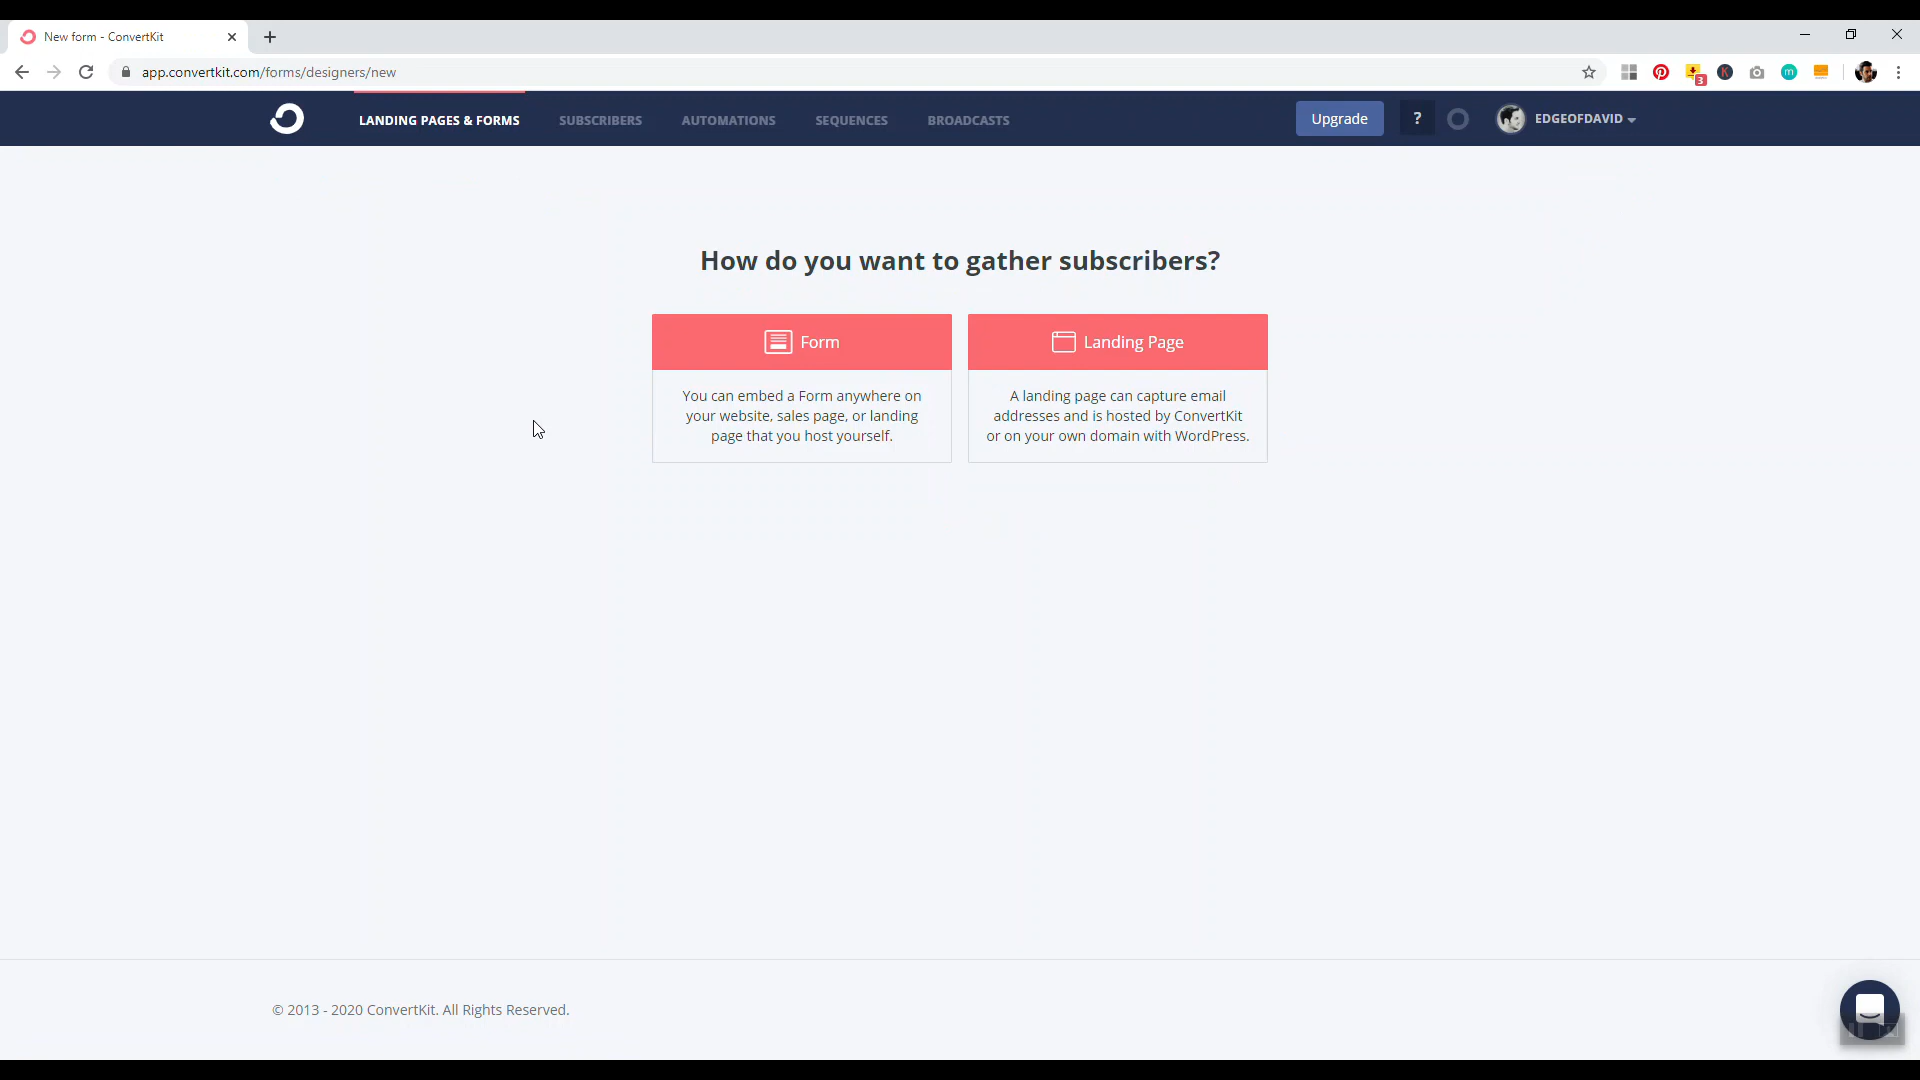 New form - ConvertKit
app.convertkit.com/forms/designers/new
3
K
m
LANDING PAGES & FORMS
SUBSCRIBERS
AUTOMATIONS
SEQUENCES
BROADCASTS
Upgrade
?
EDGEOFDAVID
How do you want to gather subscribers?
Form
Landing Page
You can embed a Form anywhere on
your website, sales page, or landing
page that you host yourself.
A landing page can capture email
addresses and is hosted by ConvertKit
or on your own domain with WordPress.
© 2013 - 2020 ConvertKit. All Rights Reserved.